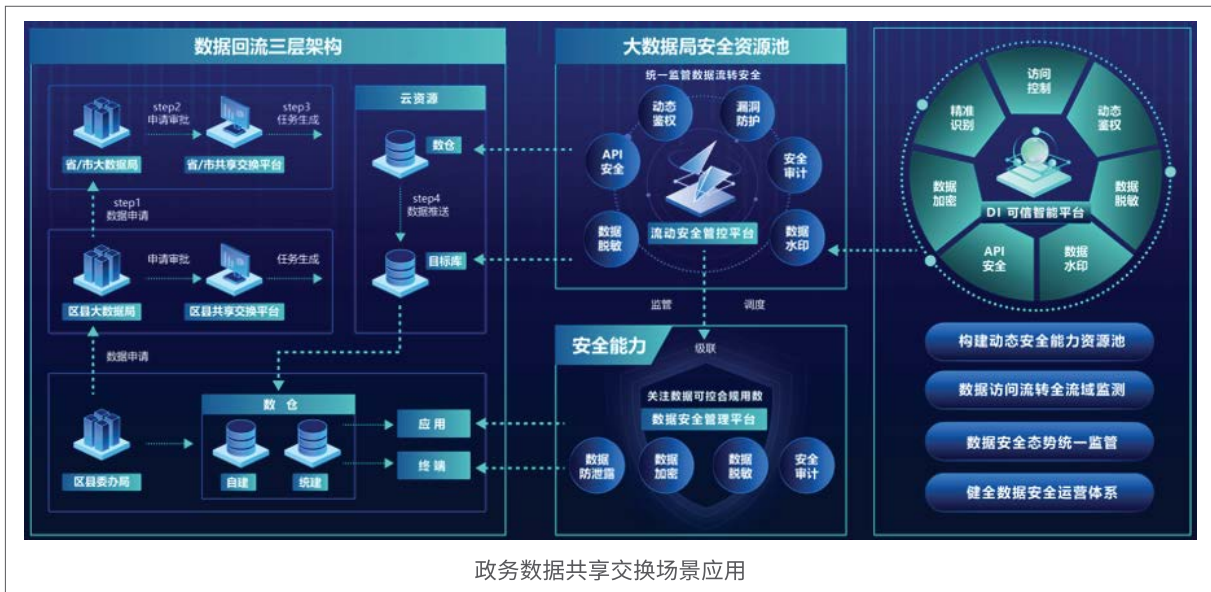 数据回流三层架构
step2
申请审批
step3
任务生成
省/市大数据局
省/市共享交换平台
step1
数据申请
申请审批
任务生成
区县大数据局
区县共享交换平台
数据申请
云资源
数仓
step4
数据推送
目标库
区县委办局
数 仓
自建
统建
应 用
终 端
大数据局安全资源池
统一监管数据流转安全
动态
鉴权
漏洞
防护
API
安全
安全
审计
数据
脱敏
流动安全管控平台
数据
水印
监管
调度
安全能力
级联
关注数据可控合规用数
数据安全管理平台
数据
防泄露
数据
加密
数据
脱敏
安全
审计
访问
控制
精准
识别
动态
鉴权
数据
加密
数据
脱敏
DI 可信智能平台
API
安全
数据
水印
构建动态安全能力资源池
数据访问流转全流域监测
数据安全态势统一监管
健全数据安全运营体系
政务数据共享交换场景应用